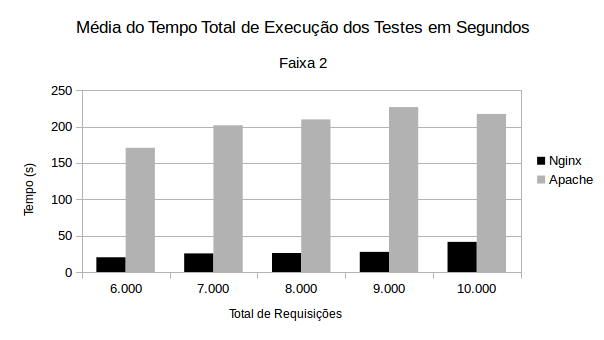 Média do Tempo Total de Execução dos Testes em Segundos
Faixa 2
250
200
150
100
50
0
Tempo (s)
6.000 7.000 8.000 9.000 10.000
Total de Requisições
Nginx
Apache